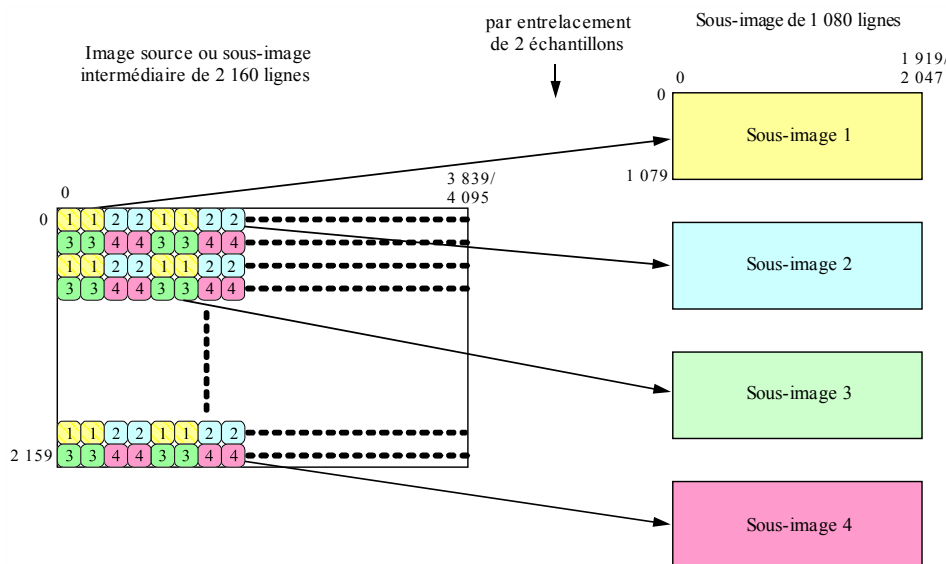 Image source ou sous-image
intermédiaire de 2 160 lignes
par entrelacement
de 2 échantillons
Sous-image de 1 080 lignes
0
1 919/
2 047
0
Sous-image 1
1 079
0
3 839/
4 095
0
1 1 2 2 1 1 2 2
3 3 4 4 3 3 4 4
1 1 2 2 1 1 2 2
3 3 4 4 3 3 4 4
Sous-image 2
Sous-image 3
1 1 2 2 1 1 2 2
2 159
3 3 4 4 3 3 4 4
Sous-image 4